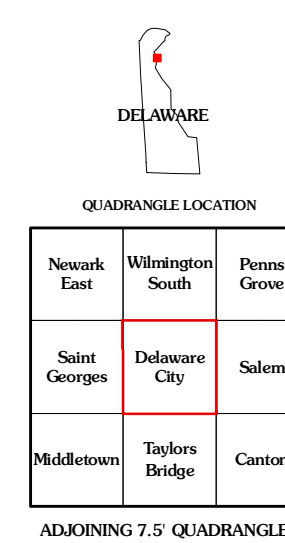 DELAWARE
QUADRANGLE LOCATION
Newark
East
Wilmington
South
Penns
Grove
Saint
Georges
Delaware
City
Salem
Middletown
Taylors
Bridge
Canton
ADJOINING 7.5' QUADRANGLE